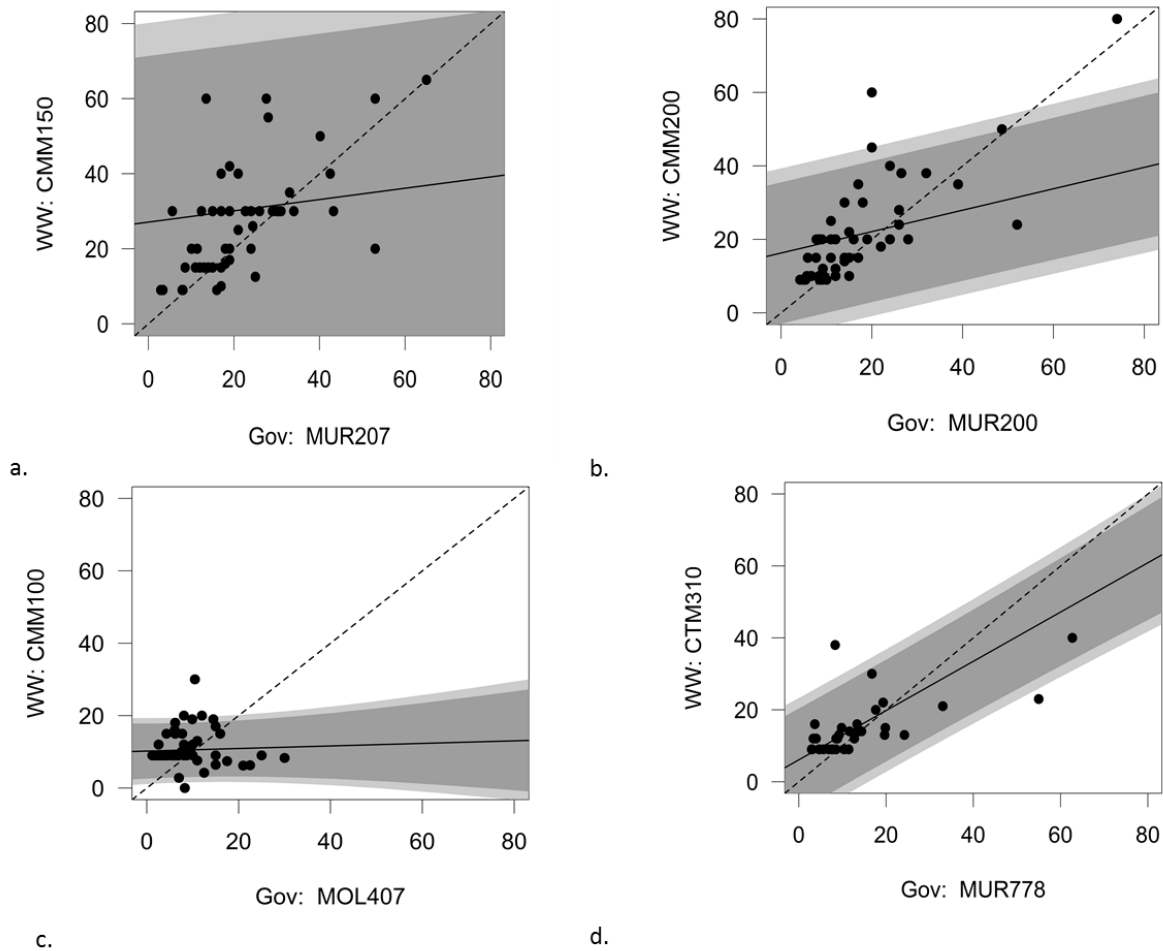 80
60
40
20
0
WW: CMM150
0 20 40 60 80
Gov: MUR207
a.
80
60
40
20
0
WW: CMM200
0 20 40 60 80
Gov: MUR200
b.
80
60
40
20
0
WW: CMM100
0 20 40 60 80
Gov: MOL407
c.
80
60
40
20
0
WW: CTM310
0 20 40 60 80
Gov: MUR778
d.